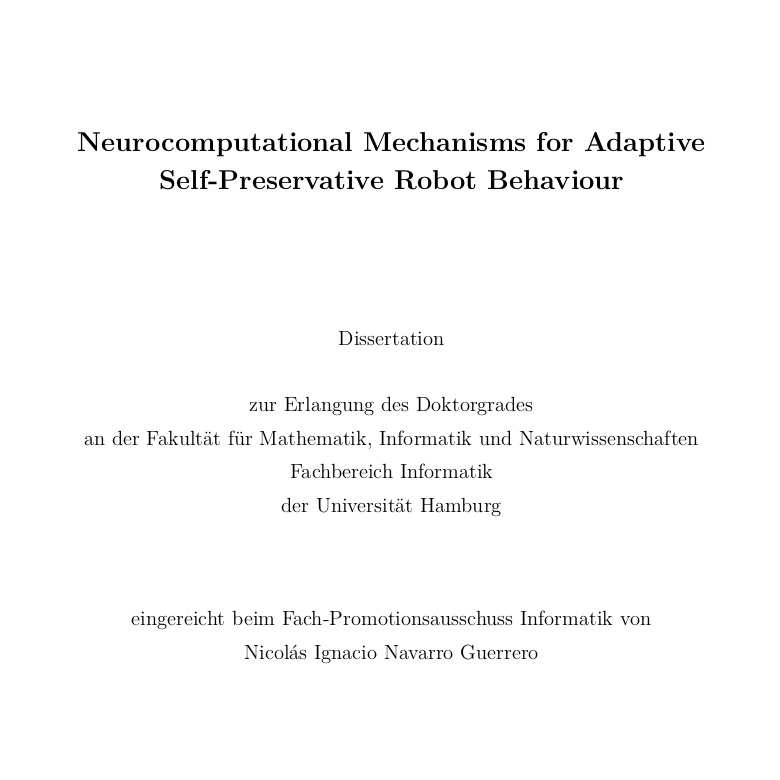 Neurocomputational Mechanisms for Adaptive
Self-Preservative Robot Behaviour
Dissertation
zur Erlangung des Doktorgrades
an der Fakultät für Mathematik, Informatik und Naturwissenschaften
Fachbereich Informatik
der Universität Hamburg
eingereicht beim Fach-Promotionsausschuss Informatik von
Nicolás Ignacio Navarro Guerrero